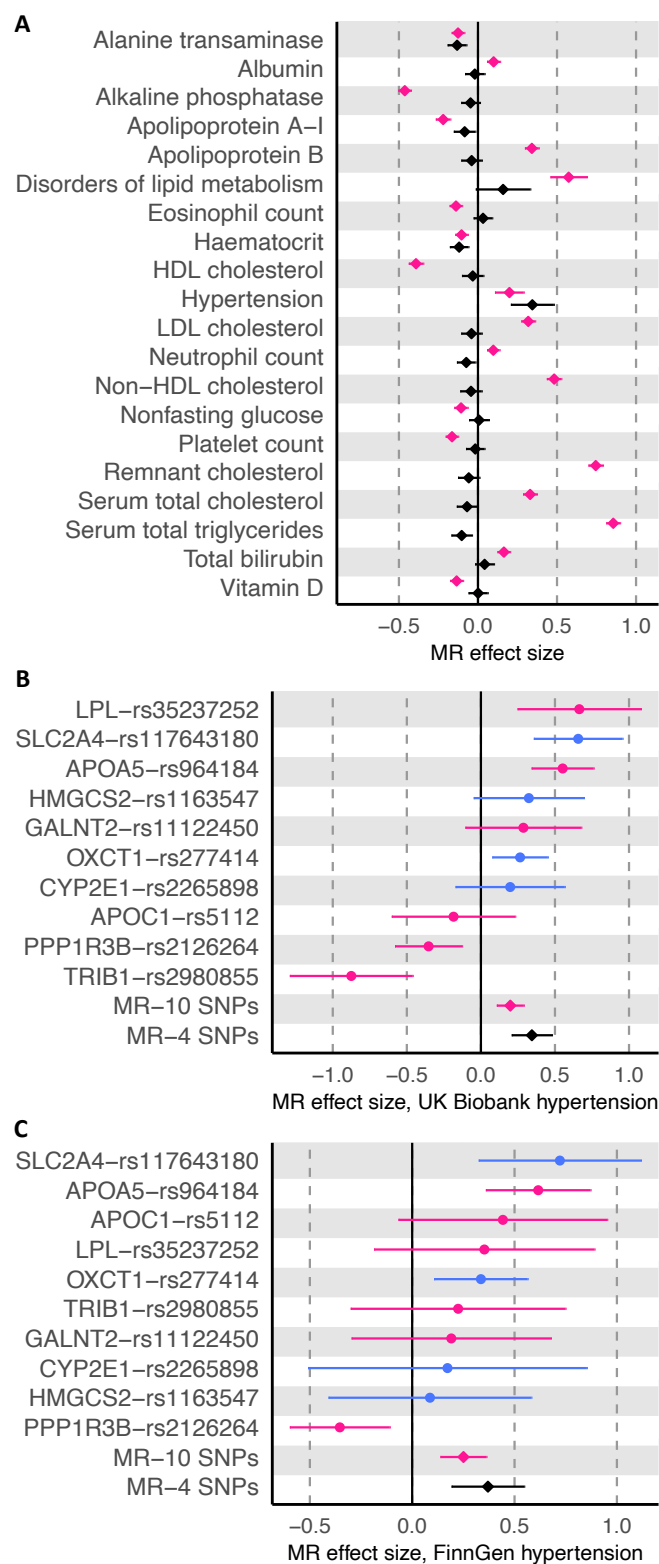 A
Alanine transaminase
Albumin
Alkaline phosphatase
Apolipoprotein A−I
Apolipoprotein B
Disorders of lipid metabolism
Eosinophil count
Haematocrit
HDL cholesterol
Hypertension
LDL cholesterol
Neutrophil count
Non−HDL cholesterol
Nonfasting glucose
Platelet count
Remnant cholesterol
Serum total cholesterol
Serum total triglycerides
Total bilirubin
Vitamin D
−0.5 0.0 0.5 1.0
MR effect size
B
LPL−rs35237252
SLC2A4−rs117643180
APOA5−rs964184
HMGCS2−rs1163547
GALNT2−rs11122450
OXCT1−rs277414
CYP2E1−rs2265898
APOC1−rs5112
PPP1R3B−rs2126264
TRIB1−rs2980855
MR−10 SNPs
MR−4 SNPs
−1.0 −0.5 0.0 0.5 1.0
MR effect size, UK Biobank hypertension
C
SLC2A4−rs117643180
APOA5−rs964184
APOC1−rs5112
LPL−rs35237252
OXCT1−rs277414
TRIB1−rs2980855
GALNT2−rs11122450
CYP2E1−rs2265898
HMGCS2−rs1163547
PPP1R3B−rs2126264
MR−10 SNPs
MR−4 SNPs
−0.5 0.0 0.5 1.0
MR effect size, FinnGen hypertension